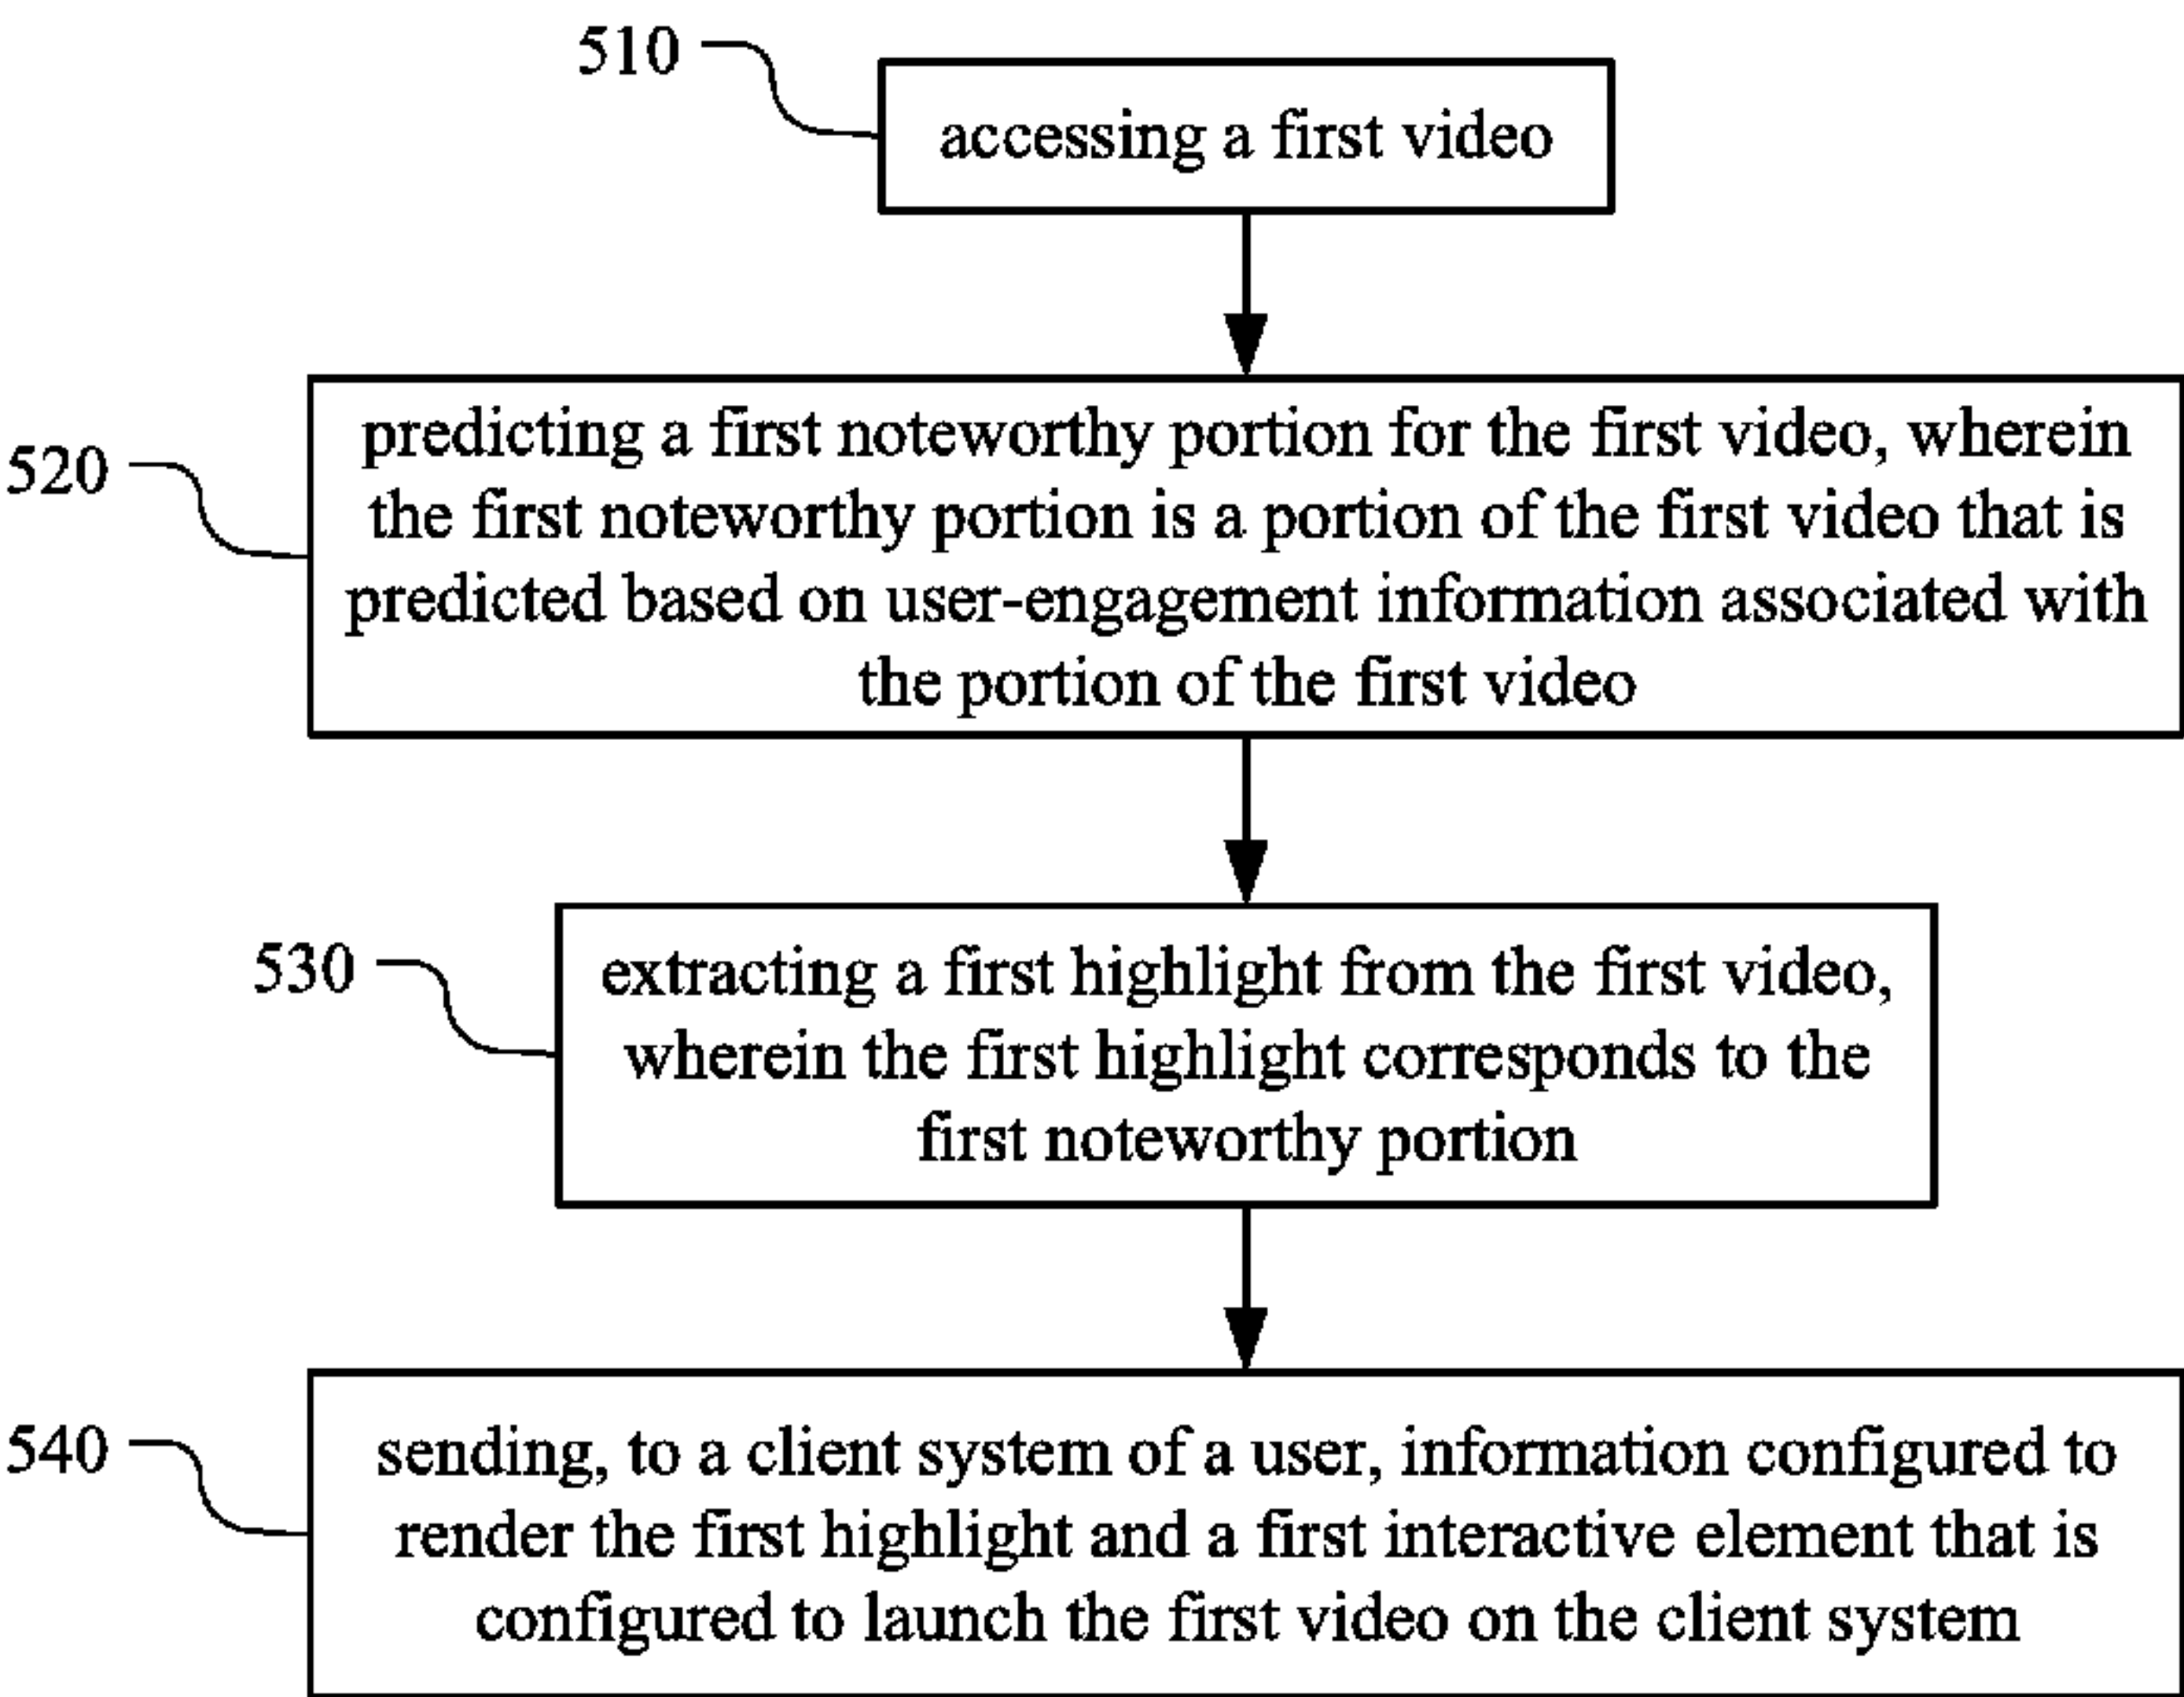 510
accessing a first video
520
predicting a first noteworthy portion for the first video, wherein
the first noteworthy portion is a portion of the first video that is
predicted based on user-engagement information associated with
the portion of the first video
530
extracting a first highlight from the first video,
wherein the first highlight corresponds to the
first noteworthy portion
540
sending, to a client system of a user, information configured to
render the first highlight and a first interactive element that is
configured to launch the first video on the client system